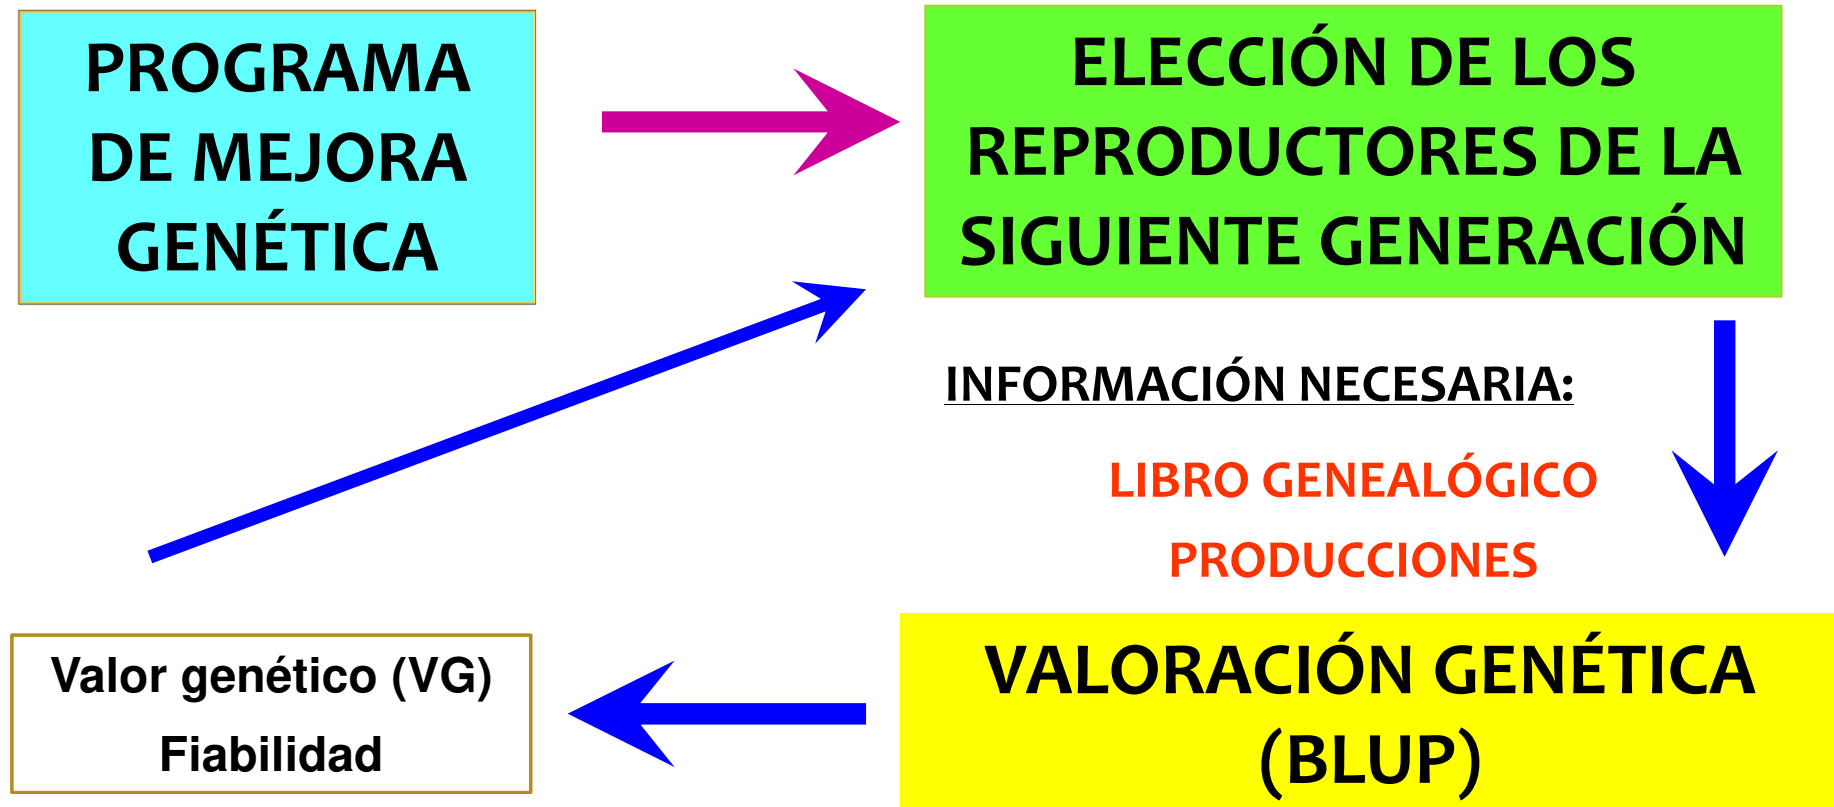 PROGRAMA
DE MEJORA
GENÉTICA
ELECCIÓN DE LOS
REPRODUCTORES DE LA
SIGUIENTE GENERACIÓN
INFORMACIÓN NECESARIA:
LIBRO GENEALÓGICO
PRODUCCIONES
VALORACIÓN GENÉTICA
(BLUP)
Valor genético (VG)
Fiabilidad